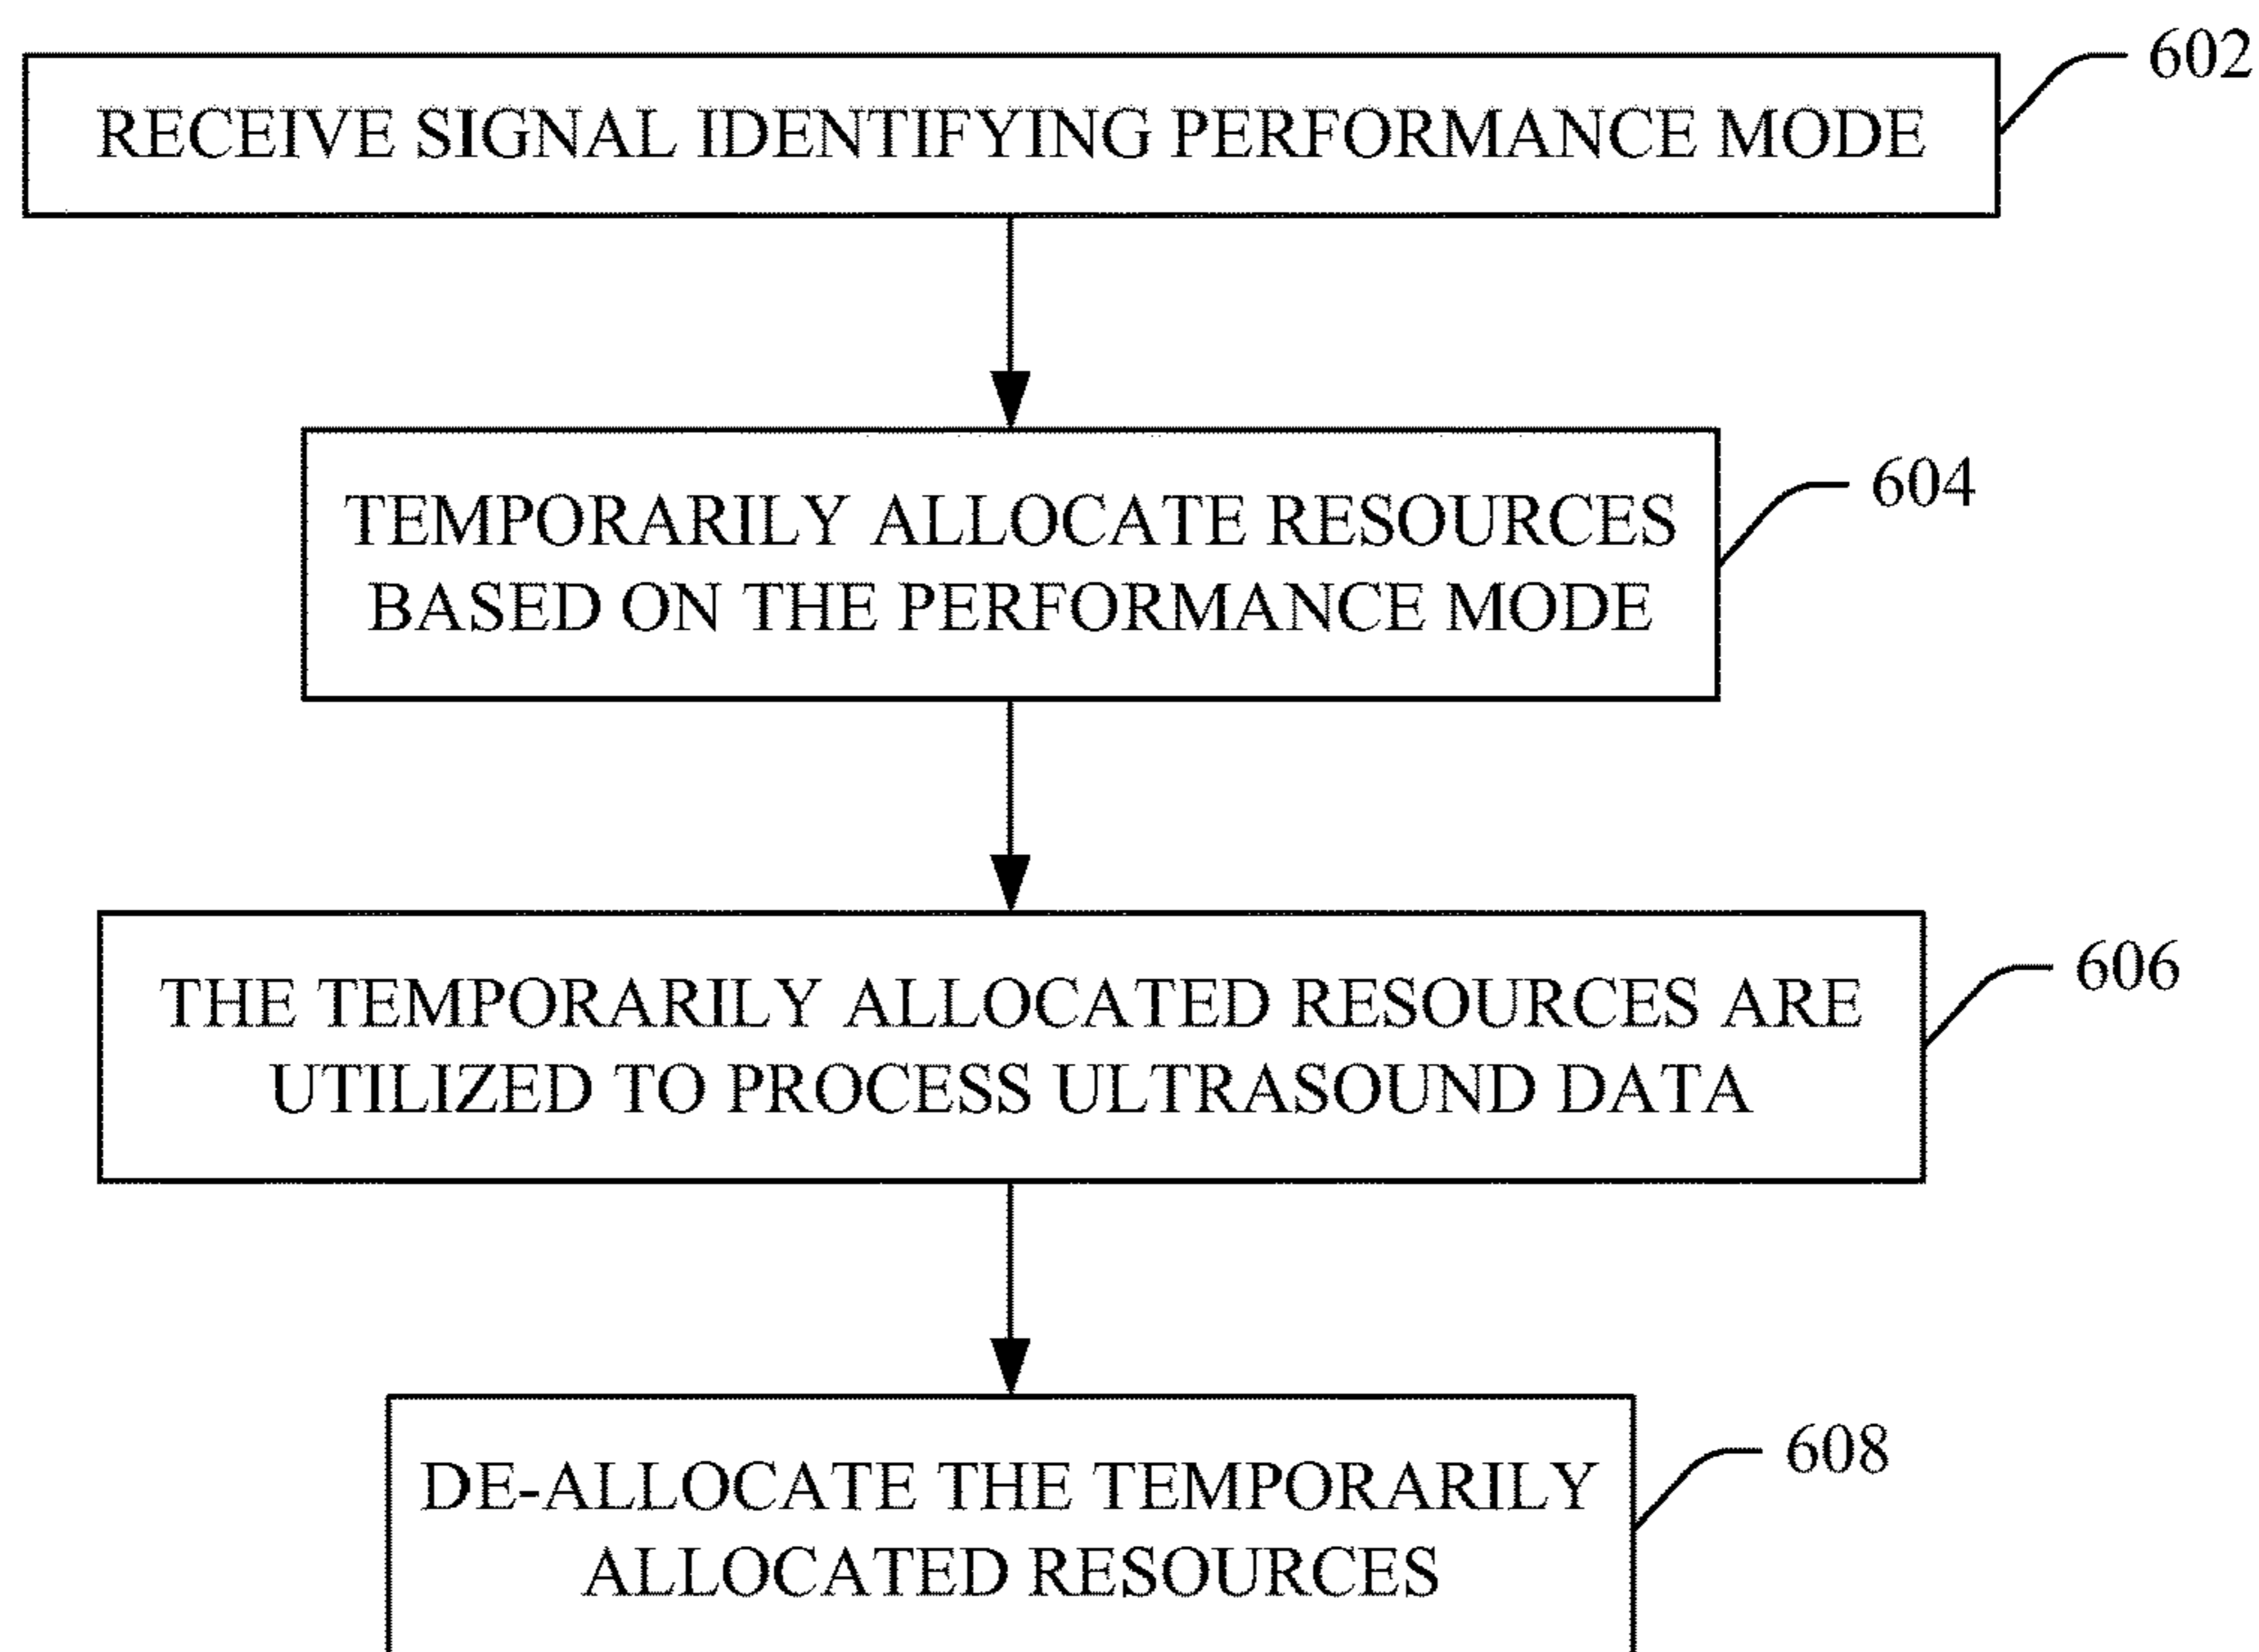 602
RECEIVE SIGNAL IDENTIFYING PERFORMANCE MODE
604
TEMPORARILY ALLOCATE RESOURCES
BASED ON THE PERFORMANCE MODE
606
THE TEMPORARILY ALLOCATED RESOURCES ARE
UTILIZED TO PROCESS ULTRASOUND DATA
608
DE-ALLOCATE THE TEMPORARILY
ALLOCATED RESOURCES